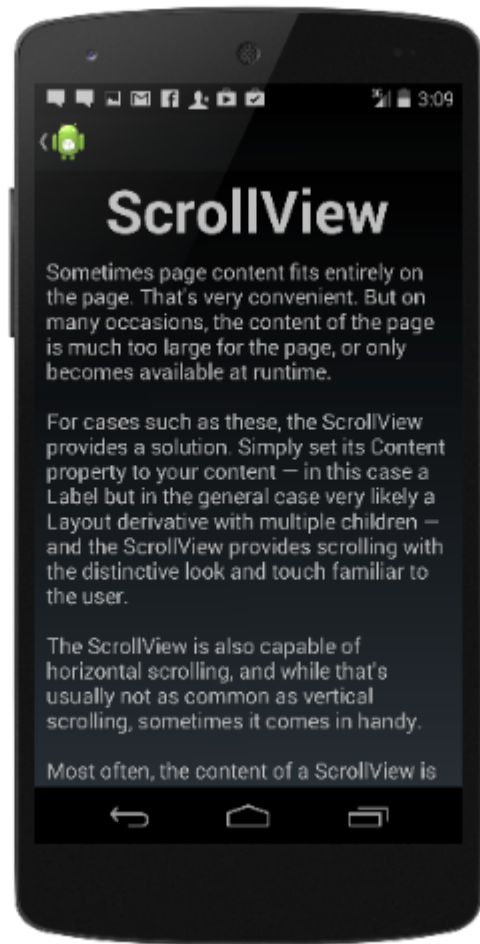 3G 3:09
ScrollView
Sometimes page content fits entirely on
the page. That's very convenient. But on
many occasions, the content of the page
is much too large for the page, or only
becomes available at runtime.
For cases such as these, the ScrollView
provides a solution. Simply set its Content
property to your content — in this case a
Label but in the general case very likely a
Layout derivative with multiple children —
and the ScrollView provides scrolling with
the distinctive look and touch familiar to
the user.
The ScrollView is also capable of
horizontal scrolling, and while that's
usually not as common as vertical
scrolling, sometimes it comes in handy.
Most often, the content of a ScrollView is